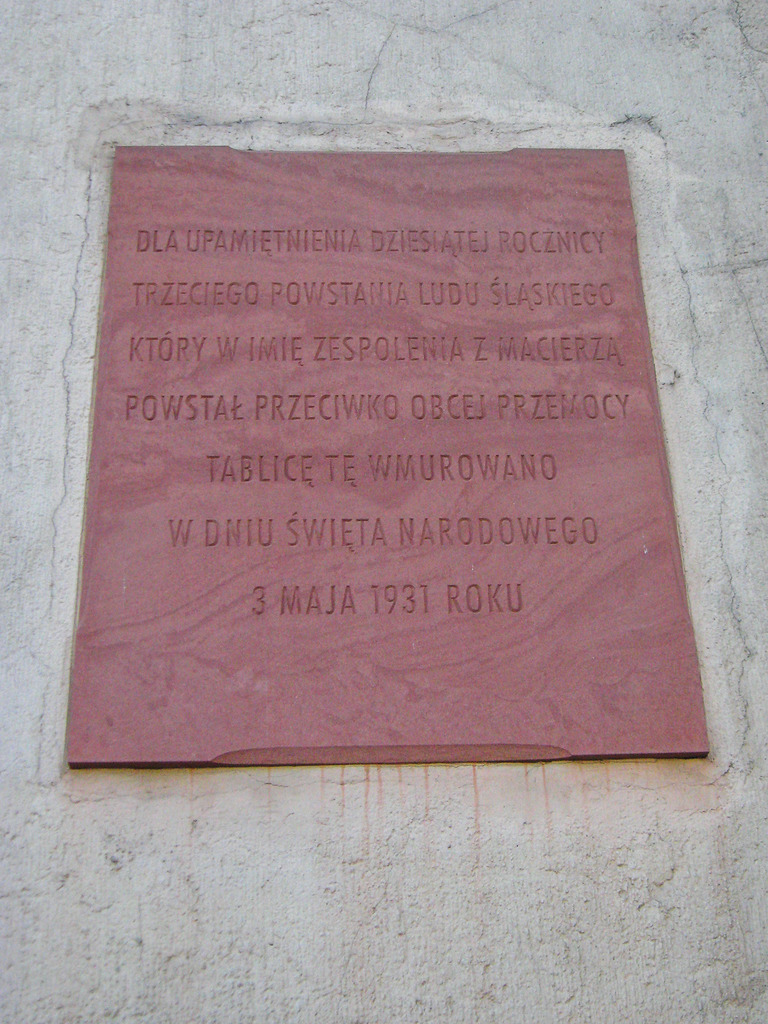 DLA UPAMIĘTNIENIA DZIESIĄTEJ ROCZNICY
TRZECIEGO POWSTANIA LUDU ŚLĄSKIEGO
KTÓRY W IMIĘ ZESPOLENIA Z MACIERZĄ
POWSTAŁ PRZECIWKO OBCEJ PRZEMOCY
TABLICĘ TĘ WMUROWANO
W DNIU ŚWIĘTA NARODOWEGO
3 MAJA 1931 ROKU